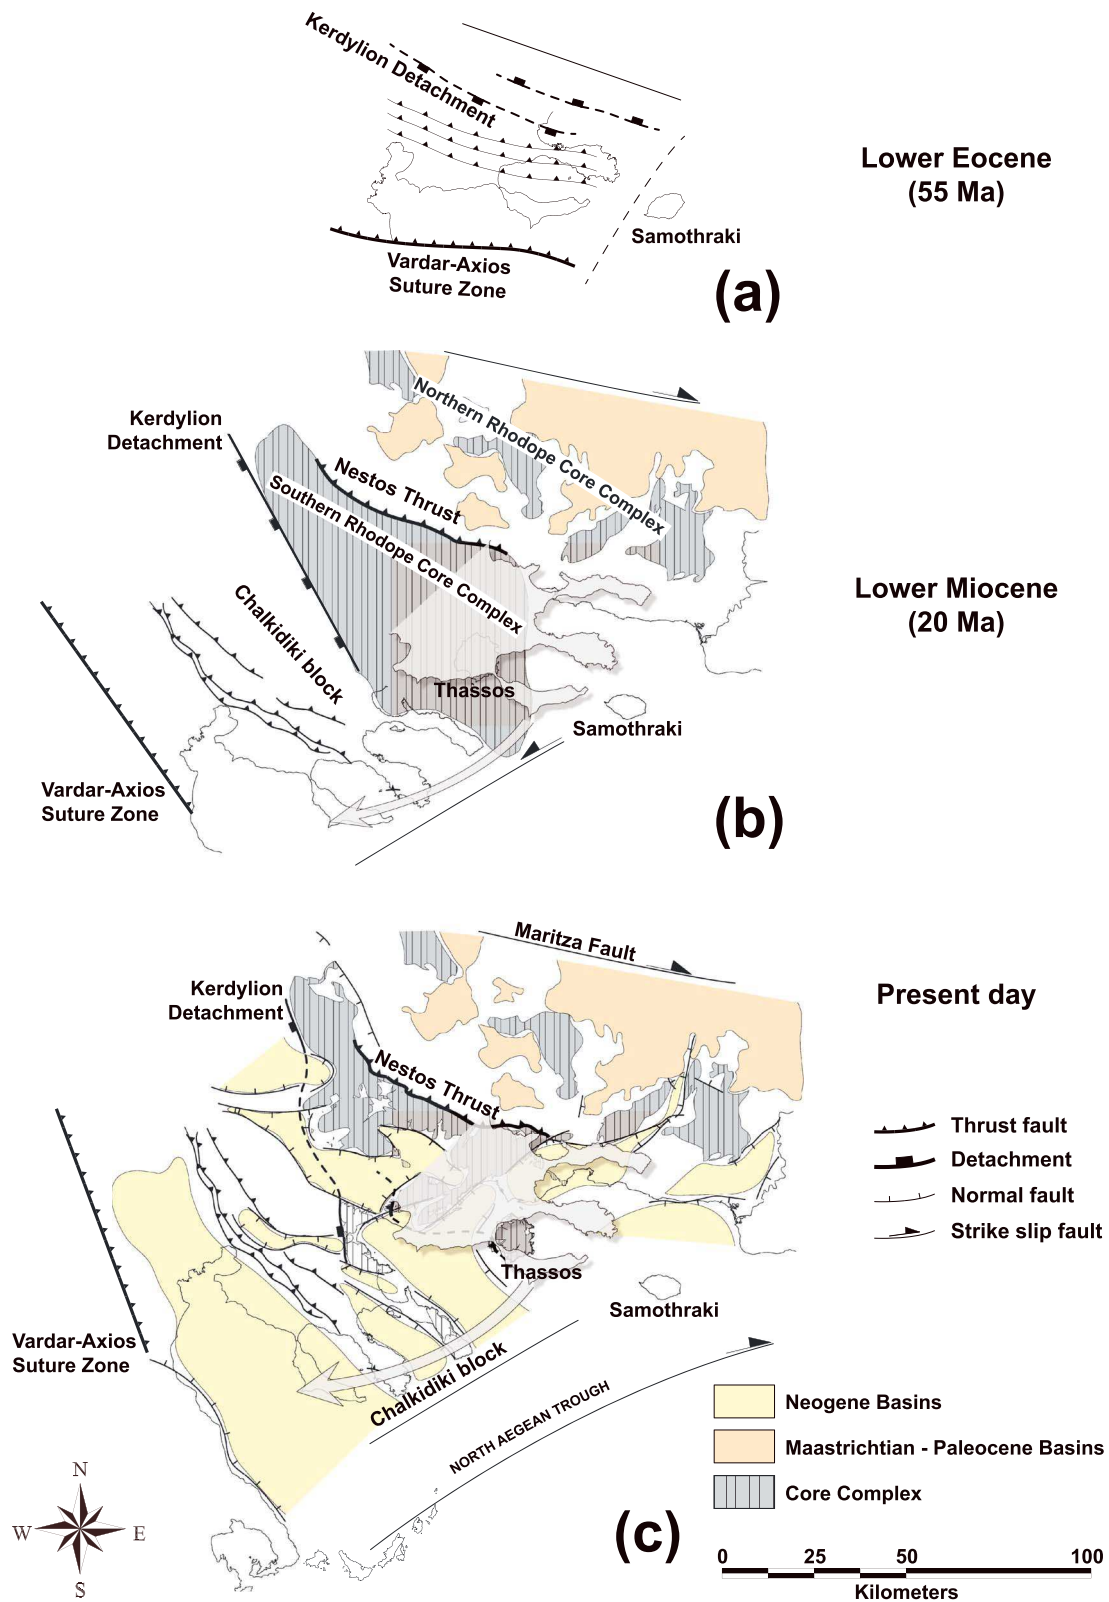 Kerdylion Detachment
Lower Eocene
(55 Ma)
Samothraki
Vardar-Axios
Suture Zone
(a)
Northern Rhodope Core Complex
Kerdylion
Detachment
Nestos Thrust
Southern Rhodope Core Complex
Lower Miocene
(20 Ma)
Chalkidiki block
Thassos
Samothraki
Vardar-Axios
Suture Zone
(b)
Maritza Fault
Kerdylion
Detachment
Present day
Nestos Thrust
Thrust fault
Detachment
Normal fault
Strike slip fault
Thassos
Samothraki
Vardar-Axios
Suture Zone
Chalkidiki block
NORTH AEGEAN TROUGH
Neogene Basins
Maastrichtian - Paleocene Basins
Core Complex
N
W
E
S
(c)
0 25 50 100
Kilometers